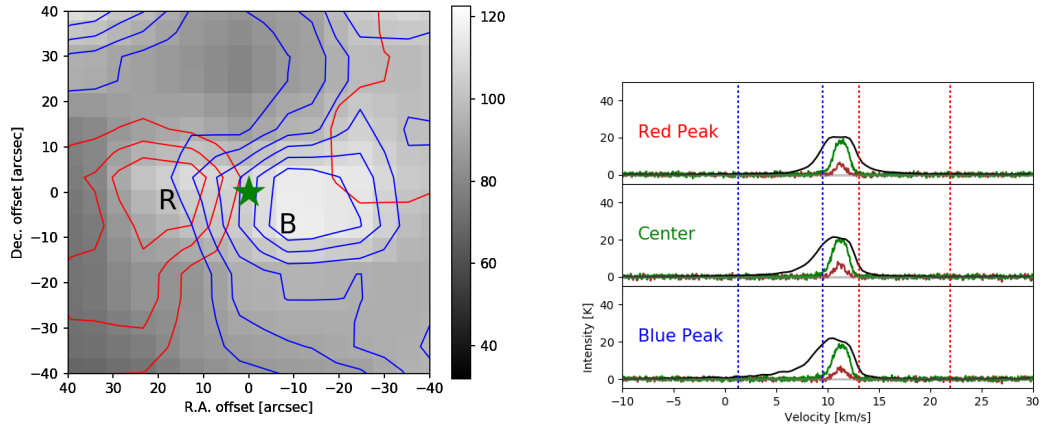 40
30
20
10
0
−10
−20
−30
−40
Dec. offset [arcsec]
R
B
40 30 20 10 0 −10 −20 −30 −40
R.A. offset [arcsec]
120
100
80
60
40
40
20
0
Red Peak
40
20
0
Center
40
20
0
Blue Peak
Intensity [K]
−10 −5 0 5 10 15 20 25 30
Velocity [km/s]